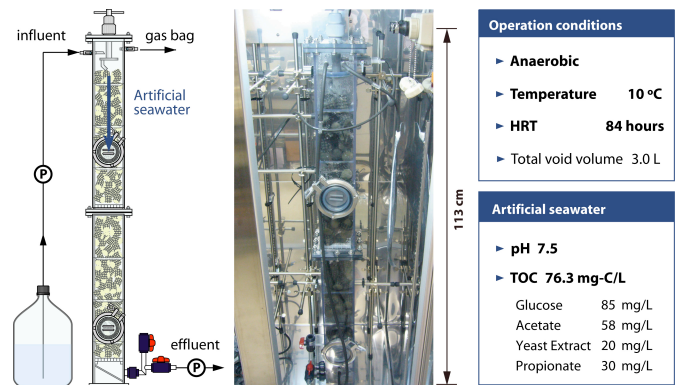 influent
gas bag
Artificial
seawater
P
effluent
P
113 cm
Operation conditions
► Anaerobic
► Temperature 10 ºC
► HRT 84 hours
► Total void volume 3.0 L
Artificial seawater
► pH 7.5
► TOC 76.3 mg-C/L
Glucose 85 mg/L
Acetate 58 mg/L
Yeast Extract 20 mg/L
Propionate 30 mg/L